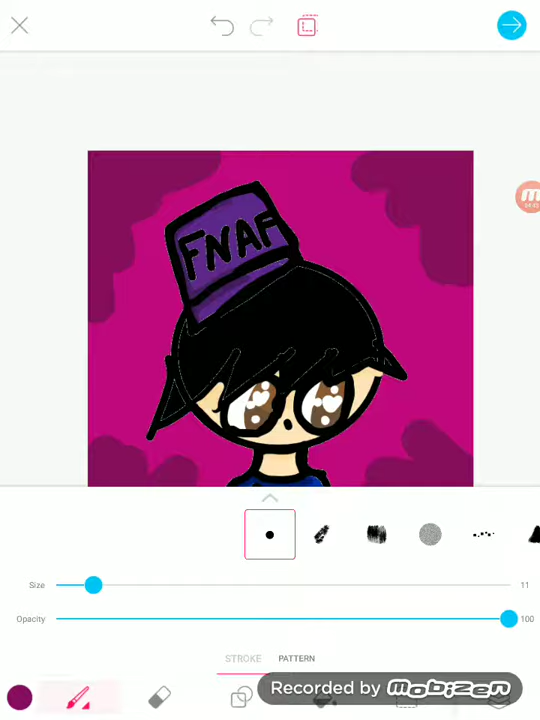 FNAF
Size
11
Opacity
100
STROKE PATTERN
Recorded by MOBIZEN